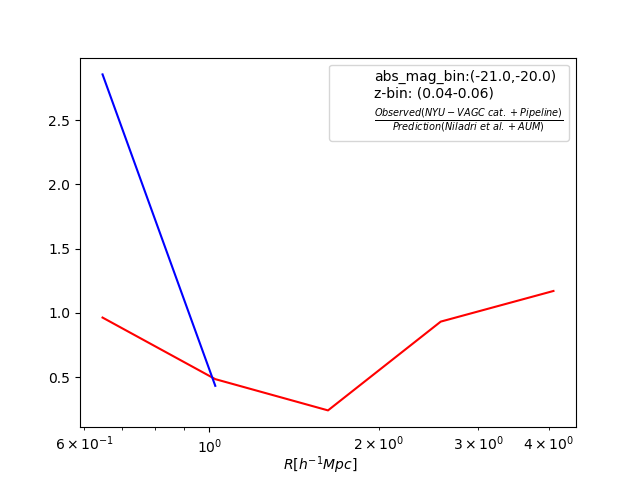 abs_mag_bin:(-21.0,-20.0)
z-bin: (0.04-0.06)
Observed(NYU − VAGC cat. + Pipeline)
Prediction(Niladri et al. + AUM)
2.5
2.0
1.5
1.0
0.5
6 × 10⁻¹ 10⁰ 2 × 10⁰ 3 × 10⁰ 4 × 10⁰
R[h⁻¹Mpc]